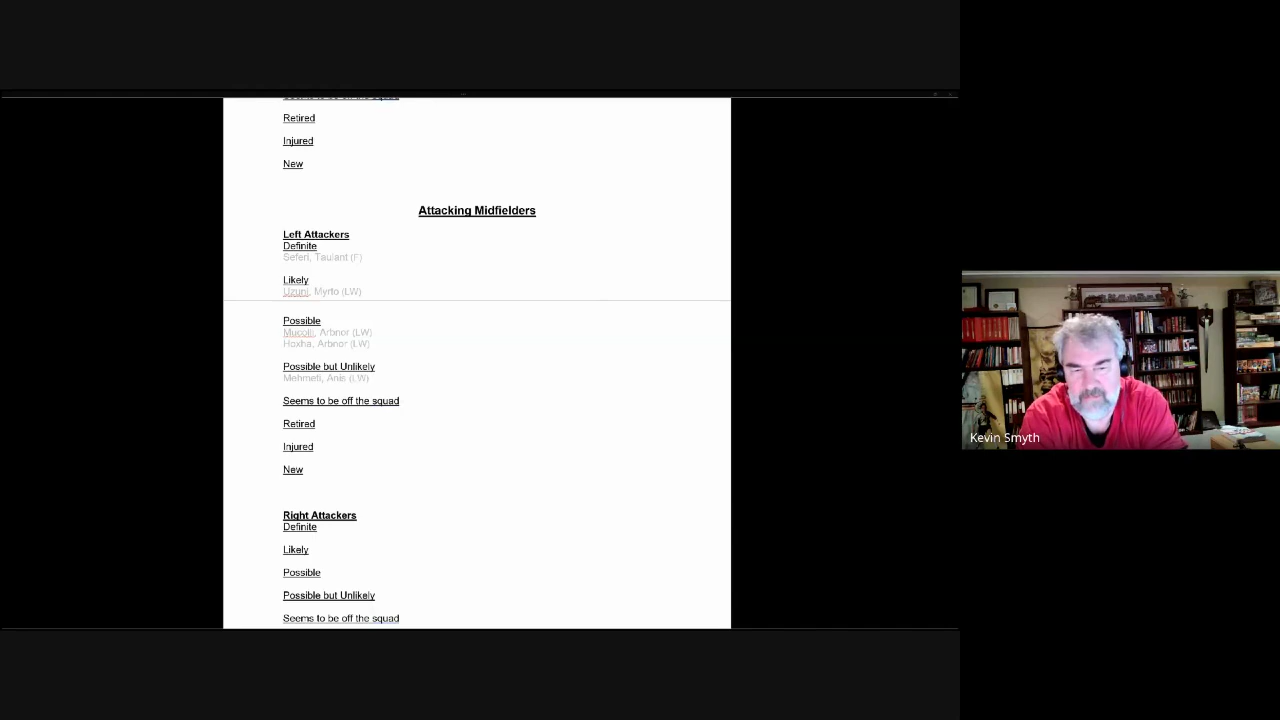 Retired
Injured
New
Attacking Midfielders
Left Attackers
Definite
Seferi, Taulant (F)
Likely
Uzuni, Myrto (LW)
Possible
Mucolli, Arbnor (LW)
Hoxha, Arbnor (LW)
Possible but Unlikely
Mehmeti, Anis (LW)
Seems to be off the squad
Retired
Injured
New
Right Attackers
Definite
Likely
Possible
Possible but Unlikely
Seems to be off the squad
Kevin Smyth